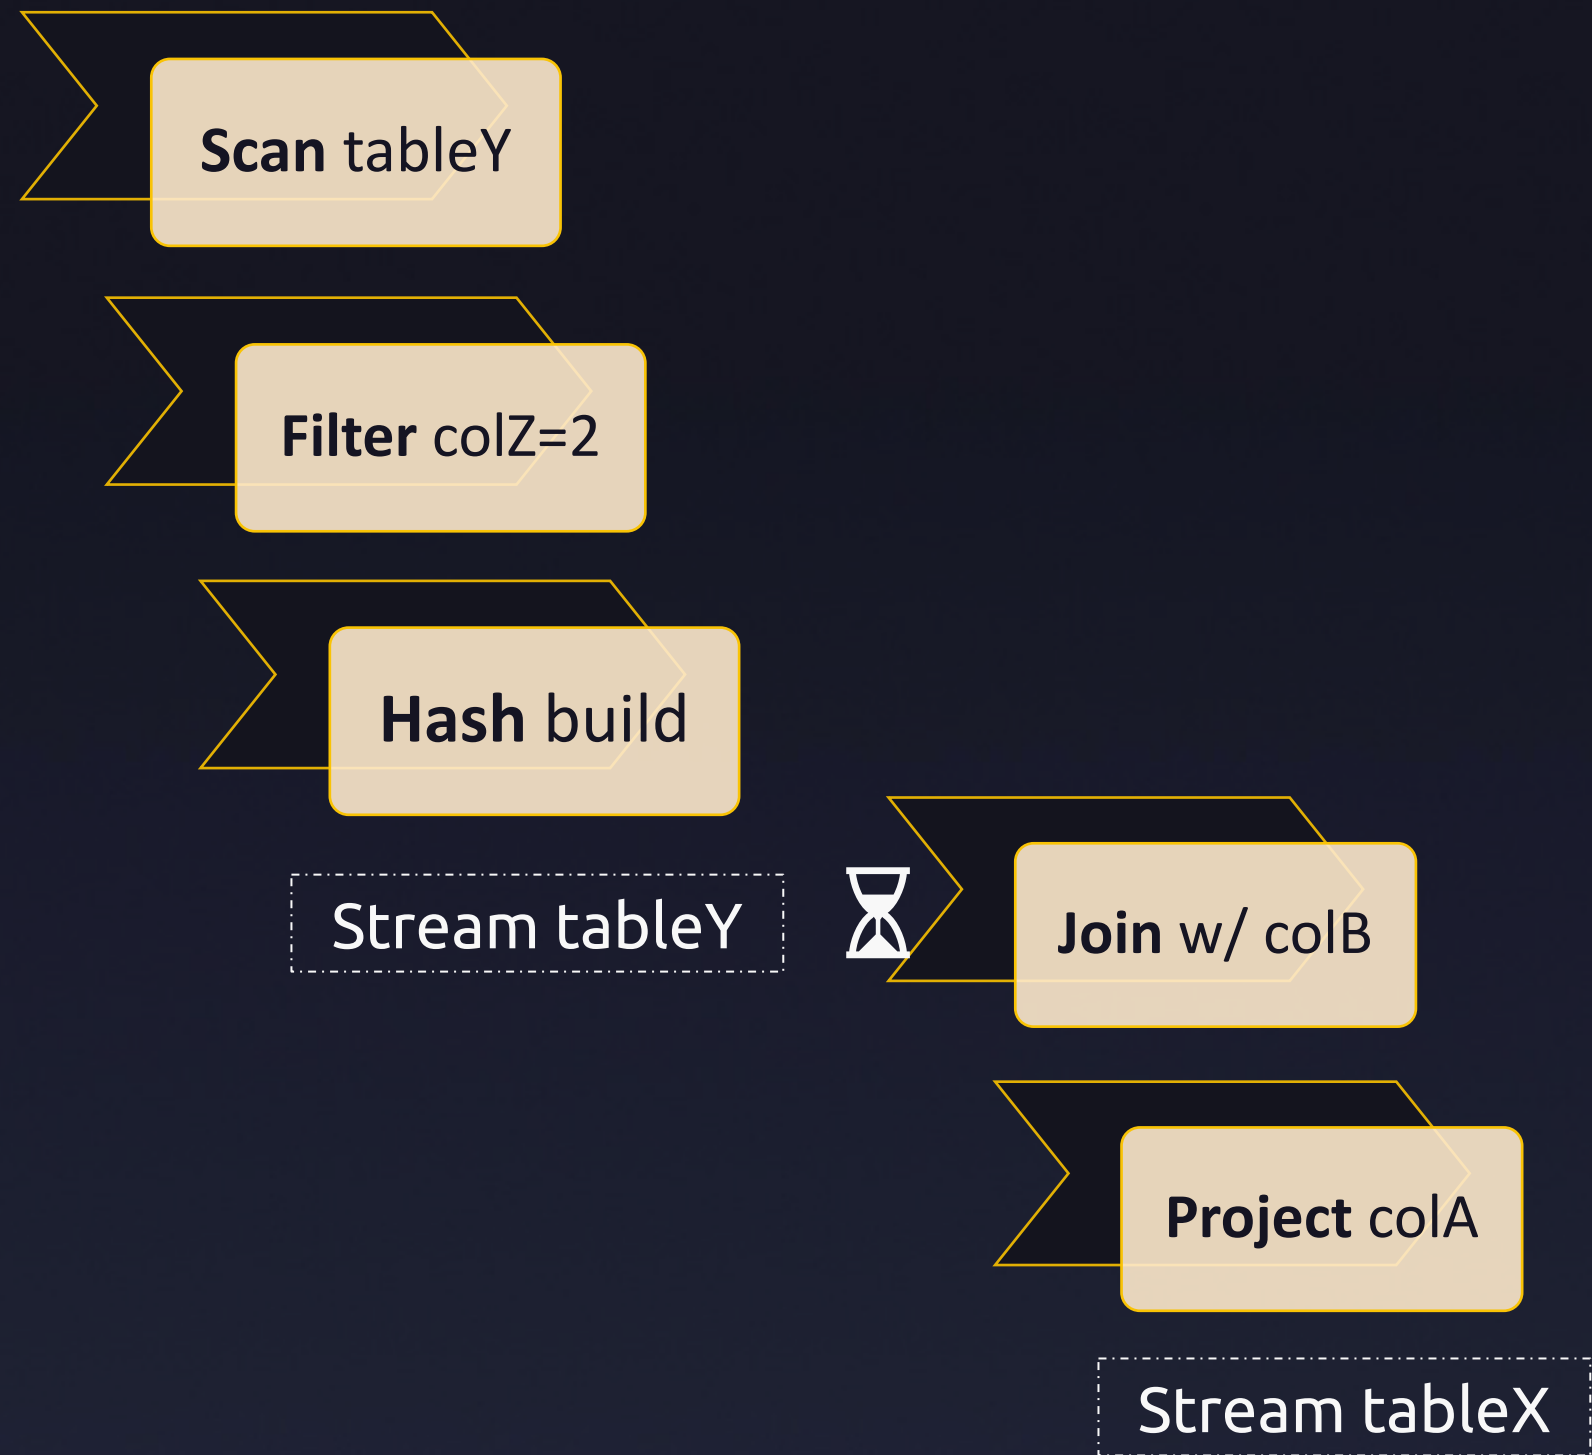 Scan tableY
Filter colZ=2
Hash build
Stream tableY
Join w/ colB
Project colA
Stream tableX